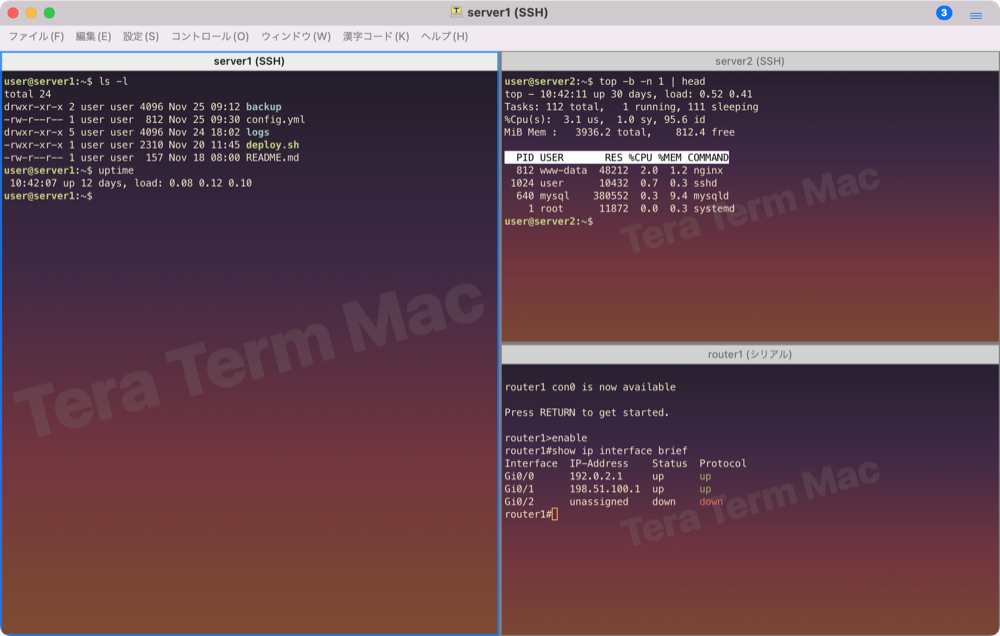 server1 (SSH)
3
ファイル(F) 編集(E) 設定(S) コントロール(O) ウィンドウ(W) 漢字コード(K) ヘルプ(H)
server1 (SSH)
user@server1:~$ ls -l
total 24
drwxr-xr-x 2 user user 4096 Nov 25 09:12 backup
-rw-r--r-- 1 user user  812 Nov 25 09:30 config.yml
drwxr-xr-x 5 user user 4096 Nov 24 18:02 logs
-rwxr-xr-x 1 user user 2310 Nov 20 11:45 deploy.sh
-rw-r--r-- 1 user user  157 Nov 18 08:00 README.md
user@server1:~$ uptime
 10:42:07 up 12 days, load: 0.08 0.12 0.10
user@server1:~$
Tera Term Mac
server2 (SSH)
user@server2:~$ top -b -n 1 | head
top - 10:42:11 up 30 days, load: 0.52 0.41
Tasks: 112 total,   1 running, 111 sleeping
%Cpu(s):  3.1 us,  1.0 sy, 95.6 id
MiB Mem :   3936.2 total,    812.4 free
  PID USER       RES %CPU %MEM COMMAND
  812 www-data  48212  2.0  1.2 nginx
 1024 user      10432  0.7  0.3 sshd
  640 mysql    380552  0.3  9.4 mysqld
    1 root      11872  0.0  0.3 systemd
user@server2:~$
Tera Term Mac
router1 (シリアル)
router1 con0 is now available
Press RETURN to get started.
router1>enable
router1#show ip interface brief
Interface  IP-Address    Status  Protocol
Gi0/0      192.0.2.1     up      up
Gi0/1      198.51.100.1  up      up
Gi0/2      unassigned    down    down
router1#
Tera Term Mac